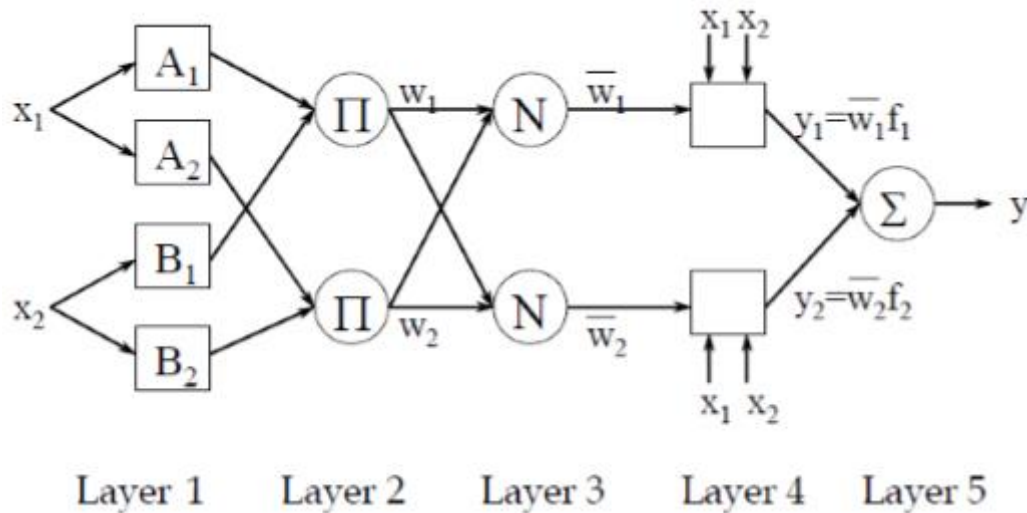 x₁ x₂
A₁
x₁
Π w₁ N w̅₁
y₁=w̅₁f₁
A₂
Σ y
B₁
x₂
Π w₂ N w̅₂
y₂=w̅₂f₂
B₂
x₁ x₂
Layer 1 Layer 2 Layer 3 Layer 4 Layer 5